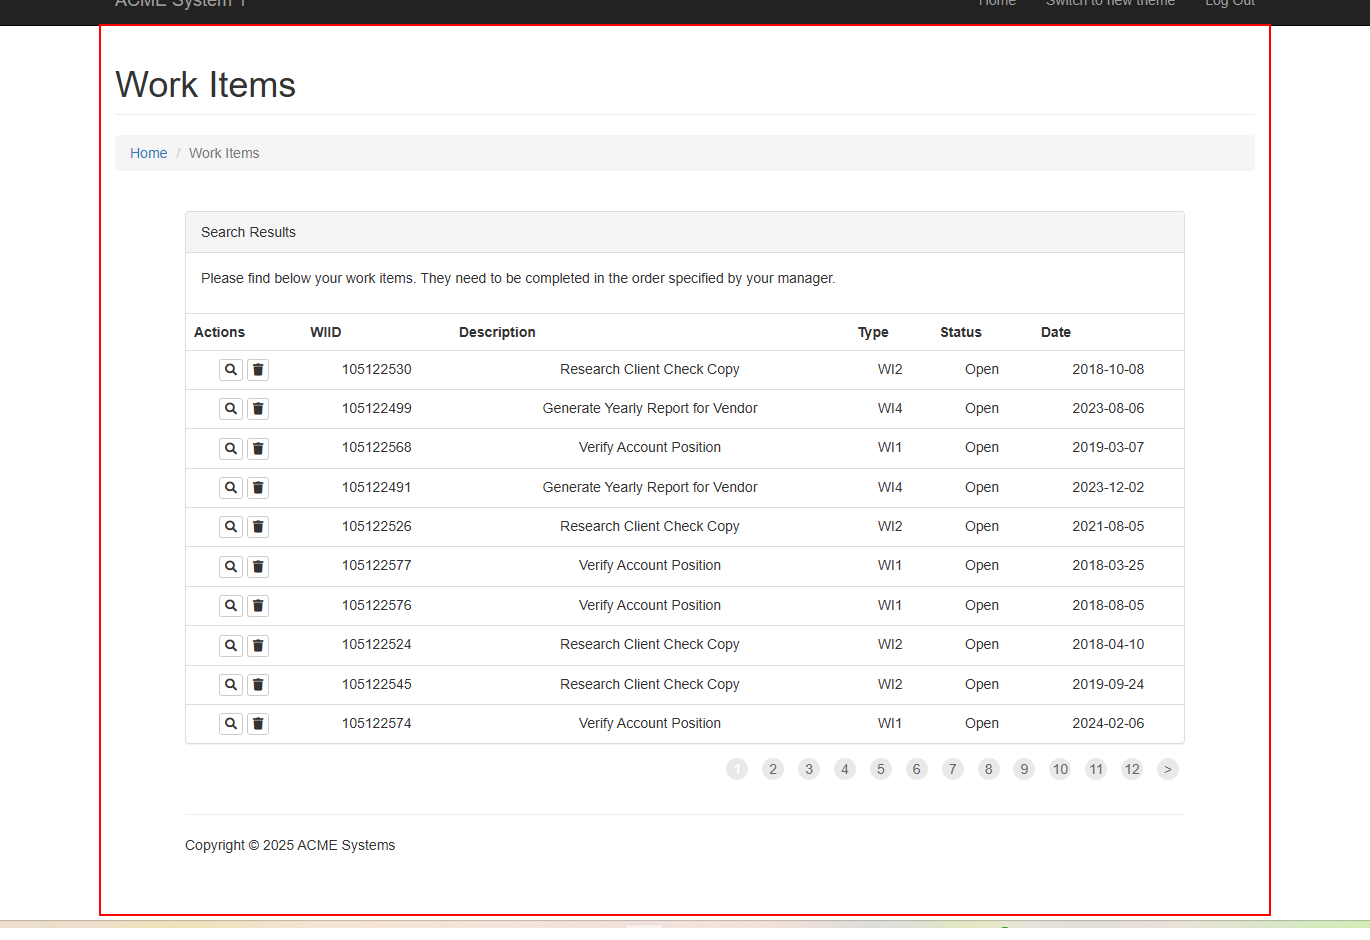 ACME System 1 Home Switch to new theme Log Out
Work Items
Home / Work Items
Search Results
Please find below your work items. They need to be completed in the order specified by your manager.
Actions WIID Description Type Status Date
105122530 Research Client Check Copy WI2 Open 2018-10-08
105122499 Generate Yearly Report for Vendor WI4 Open 2023-08-06
105122568 Verify Account Position WI1 Open 2019-03-07
105122491 Generate Yearly Report for Vendor WI4 Open 2023-12-02
105122526 Research Client Check Copy WI2 Open 2021-08-05
105122577 Verify Account Position WI1 Open 2018-03-25
105122576 Verify Account Position WI1 Open 2018-08-05
105122524 Research Client Check Copy WI2 Open 2018-04-10
105122545 Research Client Check Copy WI2 Open 2019-09-24
105122574 Verify Account Position WI1 Open 2024-02-06
1 2 3 4 5 6 7 8 9 10 11 12 >
Copyright © 2025 ACME Systems